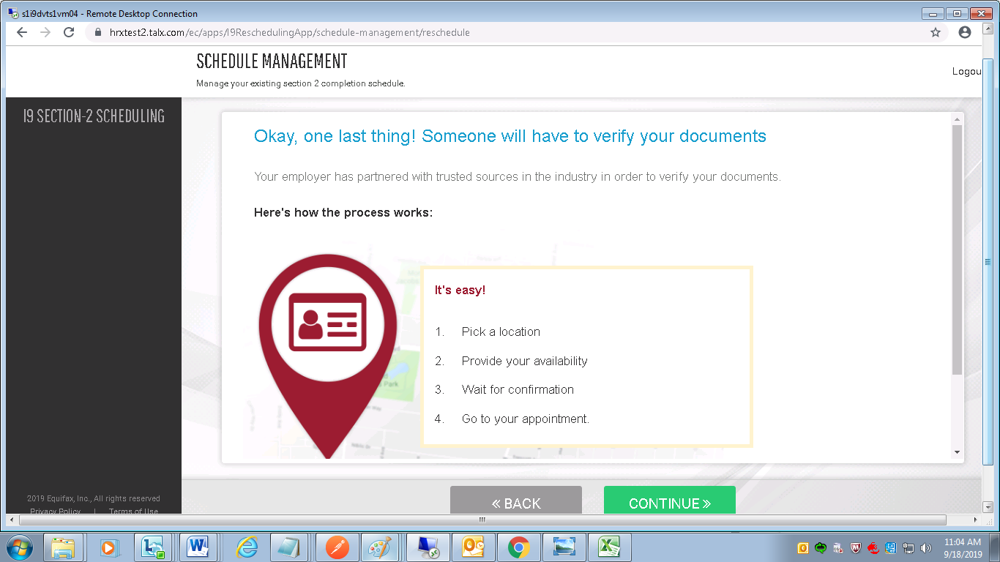 s1i9dvts1vm04 - Remote Desktop Connection
hrxtest2.talx.com/ec/apps/I9ReschedulingApp/schedule-management/reschedule
SCHEDULE MANAGEMENT
Manage your existing section 2 completion schedule.
Logou
I9 SECTION-2 SCHEDULING
Okay, one last thing! Someone will have to verify your documents
Your employer has partnered with trusted sources in the industry in order to verify your documents.
Here's how the process works:
It's easy!
1. Pick a location
2. Provide your availability
3. Wait for confirmation
4. Go to your appointment.
2019 Equifax, Inc., All rights reserved
Privacy Policy | Terms of Use
« BACK
CONTINUE »
11:04 AM
9/18/2019